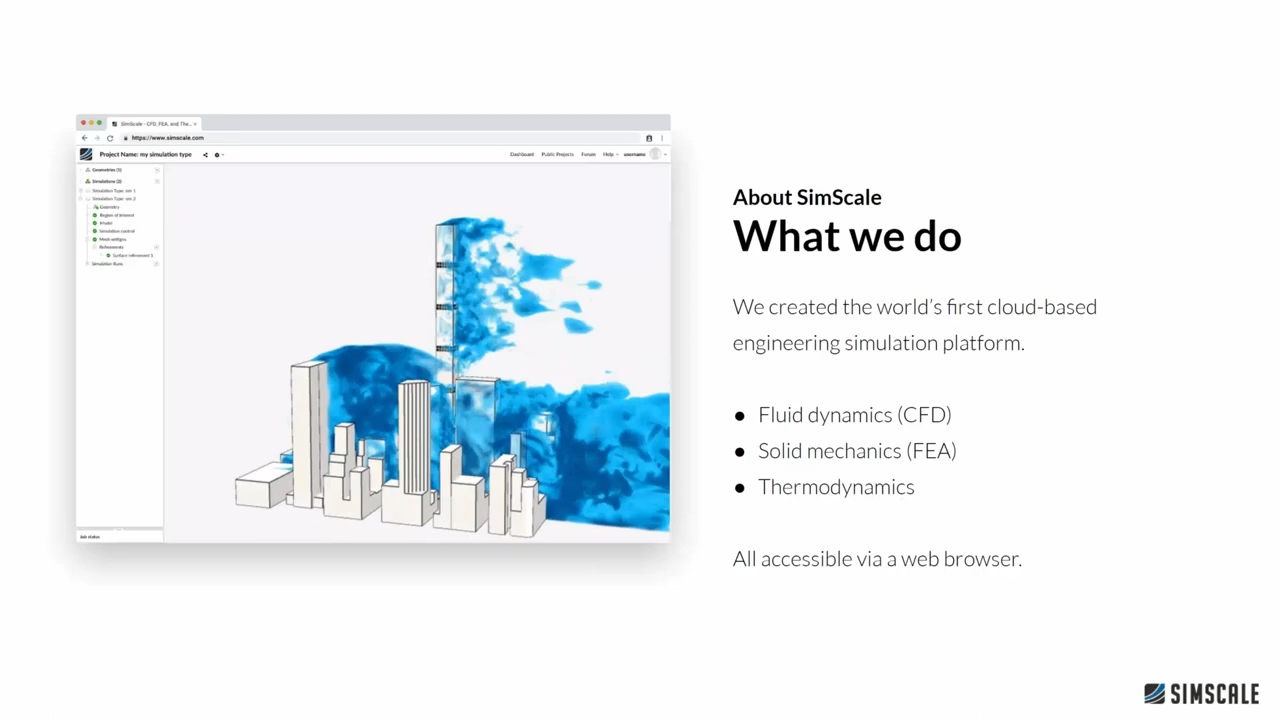 SimScale - CFD, FEA, and The...
https://www.simscale.com
Project Name: my simulation type
Dashboard Public Projects Forum Help username
Geometries (1)
Simulations (2)
Simulation Type: sim 1
Simulation Type: sim 2
Geometry
Region of interest
Model
Simulation control
Mesh settings
Refinements
Surface refinement 1
Simulation Runs
Job status
About SimScale
What we do
We created the world’s first cloud-based
engineering simulation platform.
● Fluid dynamics (CFD)
● Solid mechanics (FEA)
● Thermodynamics
All accessible via a web browser.
SIMSCALE